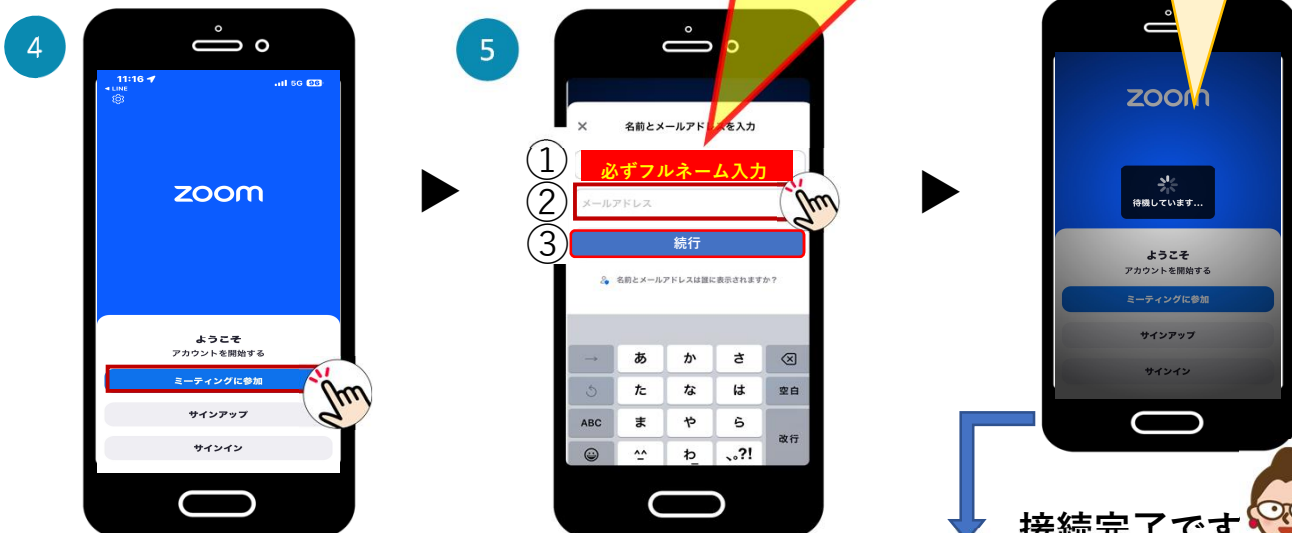 4
11:16
LINE
5G 96
zoom
ようこそ
アカウントを開始する
ミーティングに参加
サインアップ
サインイン
5
名前とメールアドレスを入力
①
必ずフルネーム入力
②
メールアドレス
③
続行
名前とメールアドレスは誰に表示されますか？
→ あ か さ
た な は 空白
ABC ま や ら 改行
^^ わ 、。?!
zoom
待機しています...
ようこそ
アカウントを開始する
ミーティングに参加
サインアップ
サインイン
接続完了です